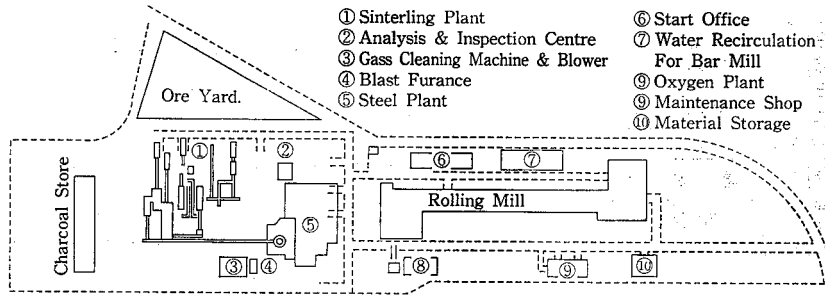 ① Sinterling Plant
② Analysis & Inspection Centre
③ Gass Cleaning Machine & Blower
④ Blast Furance
⑤ Steel Plant
⑥ Start Office
⑦ Water Recirculation
For Bar Mill
⑨ Oxygen Plant
⑨ Maintenance Shop
⑩ Material Storage
Ore Yard.
Charcoal Store
①
②
⑤
③
④
⑥
⑦
Rolling Mill
⑧
⑨
⑩